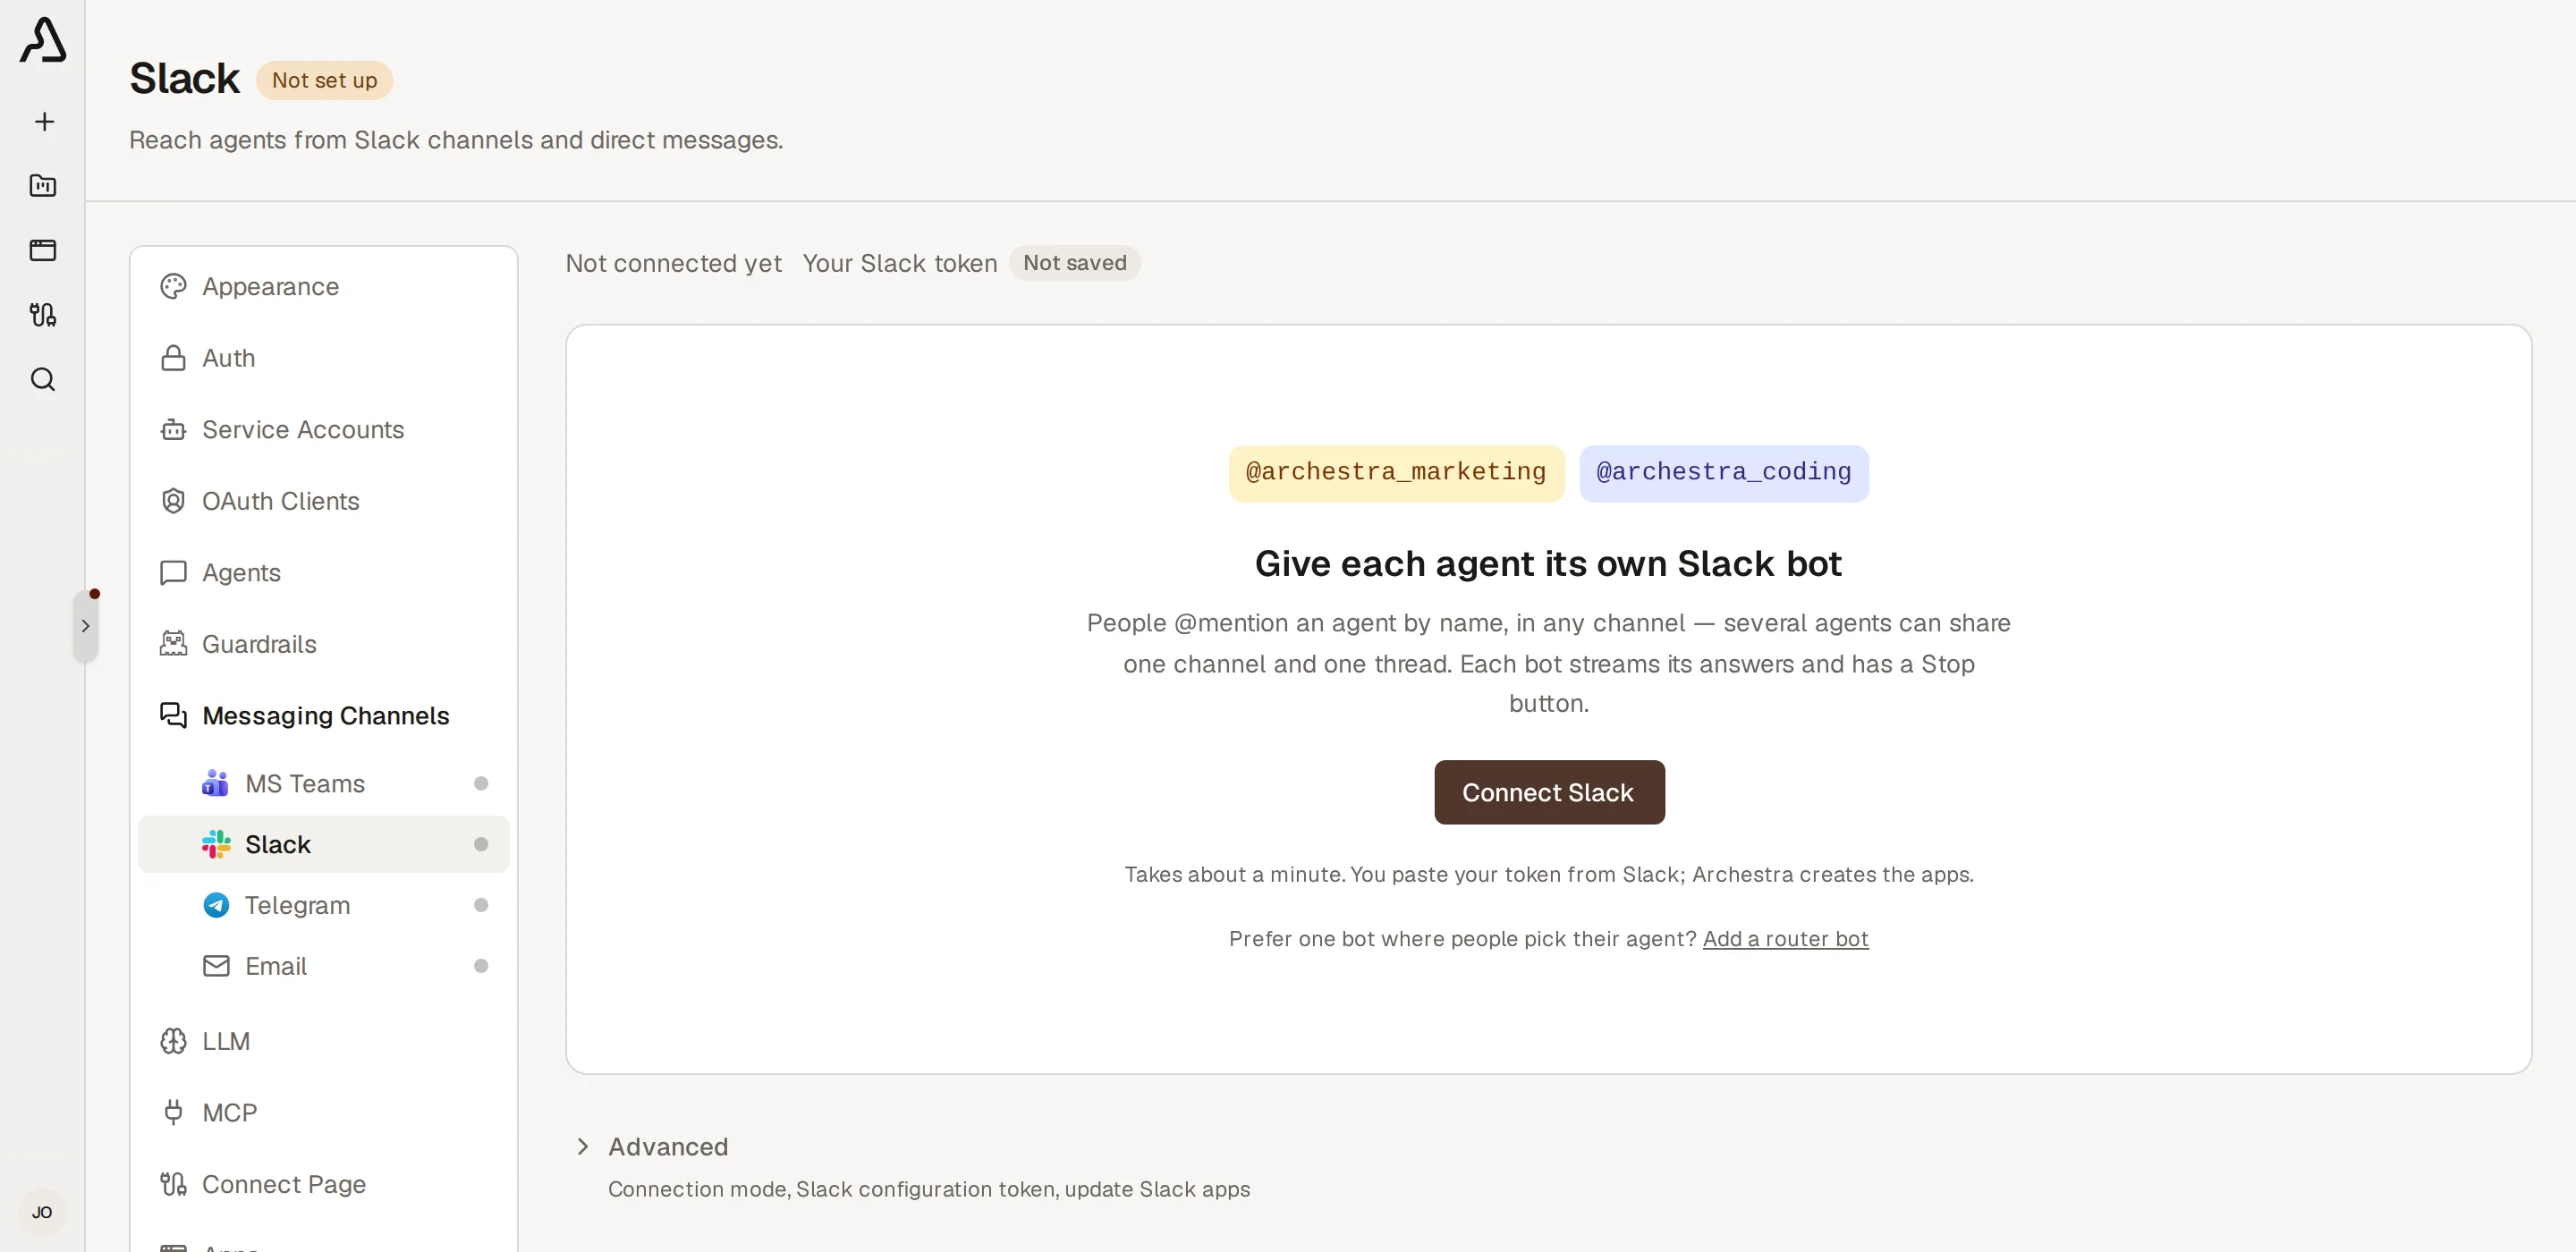 Slack
Not set up
Reach agents from Slack channels and direct messages.
Appearance
Auth
Service Accounts
OAuth Clients
Agents
Guardrails
Messaging Channels
MS Teams
Slack
Telegram
Email
LLM
MCP
Connect Page
JO
Not connected yet Your Slack token Not saved
@archestra_marketing @archestra_coding
Give each agent its own Slack bot
People @mention an agent by name, in any channel — several agents can share
one channel and one thread. Each bot streams its answers and has a Stop
button.
Connect Slack
Takes about a minute. You paste your token from Slack; Archestra creates the apps.
Prefer one bot where people pick their agent? Add a router bot
Advanced
Connection mode, Slack configuration token, update Slack apps